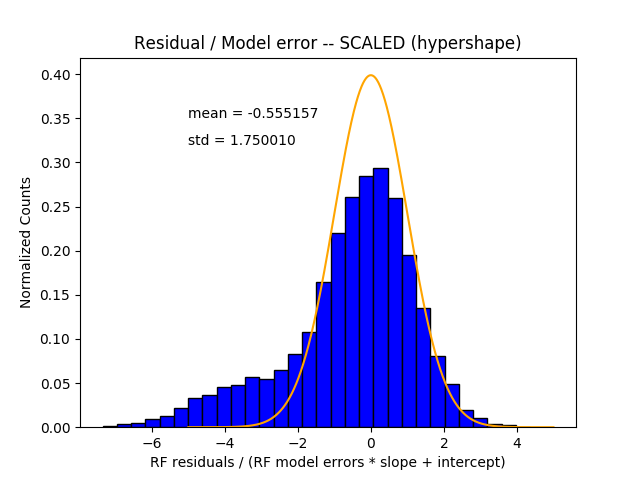 Residual / Model error -- SCALED (hypershape)
mean = -0.555157
std = 1.750010
Normalized Counts
0.40
0.35
0.30
0.25
0.20
0.15
0.10
0.05
0.00
−6 −4 −2 0 2 4
RF residuals / (RF model errors * slope + intercept)